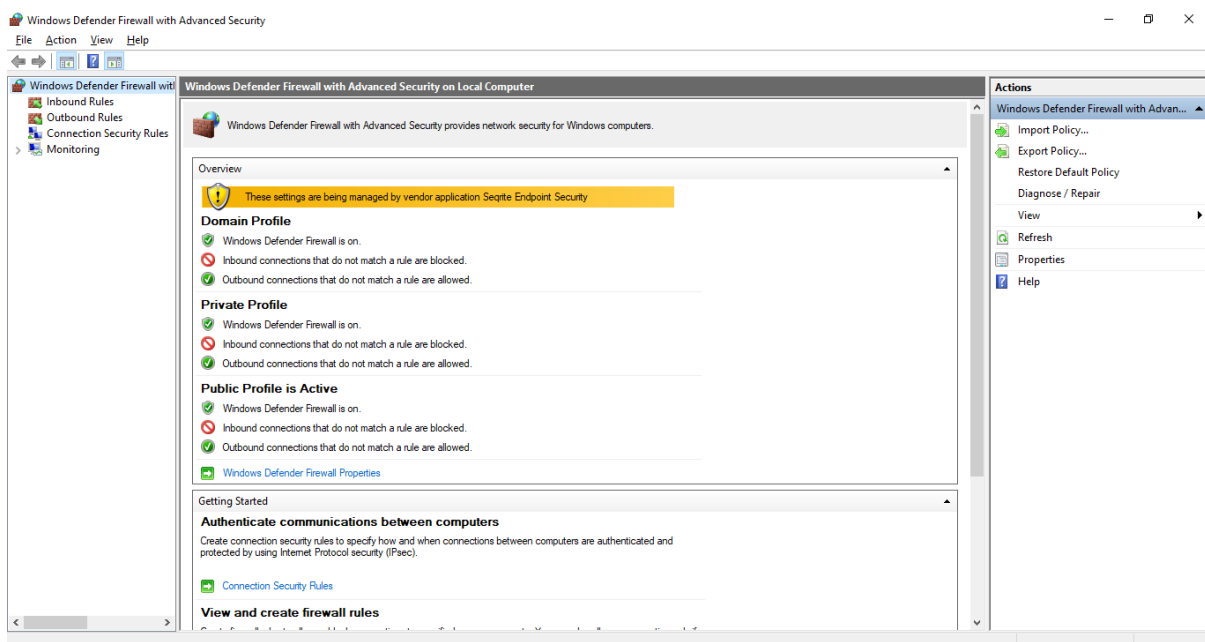 Windows Defender Firewall with Advanced Security
File Action View Help
Windows Defender Firewall with
Inbound Rules
Outbound Rules
Connection Security Rules
Monitoring
Windows Defender Firewall with Advanced Security on Local Computer
Windows Defender Firewall with Advanced Security provides network security for Windows computers.
Overview
These settings are being managed by vendor application Seqrite Endpoint Security
Domain Profile
Windows Defender Firewall is on.
Inbound connections that do not match a rule are blocked.
Outbound connections that do not match a rule are allowed.
Private Profile
Windows Defender Firewall is on.
Inbound connections that do not match a rule are blocked.
Outbound connections that do not match a rule are allowed.
Public Profile is Active
Windows Defender Firewall is on.
Inbound connections that do not match a rule are blocked.
Outbound connections that do not match a rule are allowed.
Windows Defender Firewall Properties
Getting Started
Authenticate communications between computers
Create connection security rules to specify how and when connections between computers are authenticated and
protected by using Internet Protocol security (IPsec).
Connection Security Rules
View and create firewall rules
Actions
Windows Defender Firewall with Advan...
Import Policy...
Export Policy...
Restore Default Policy
Diagnose / Repair
View
Refresh
Properties
Help